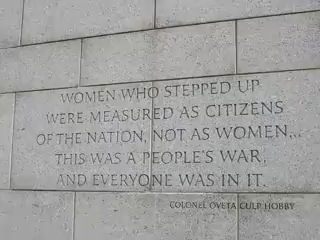 WOMEN WHO STEPPED UP
WERE MEASURED AS CITIZENS
OF THE NATION, NOT AS WOMEN...
THIS WAS A PEOPLE'S WAR,
AND EVERYONE WAS IN IT.
COLONEL OVETA CULP HOBBY